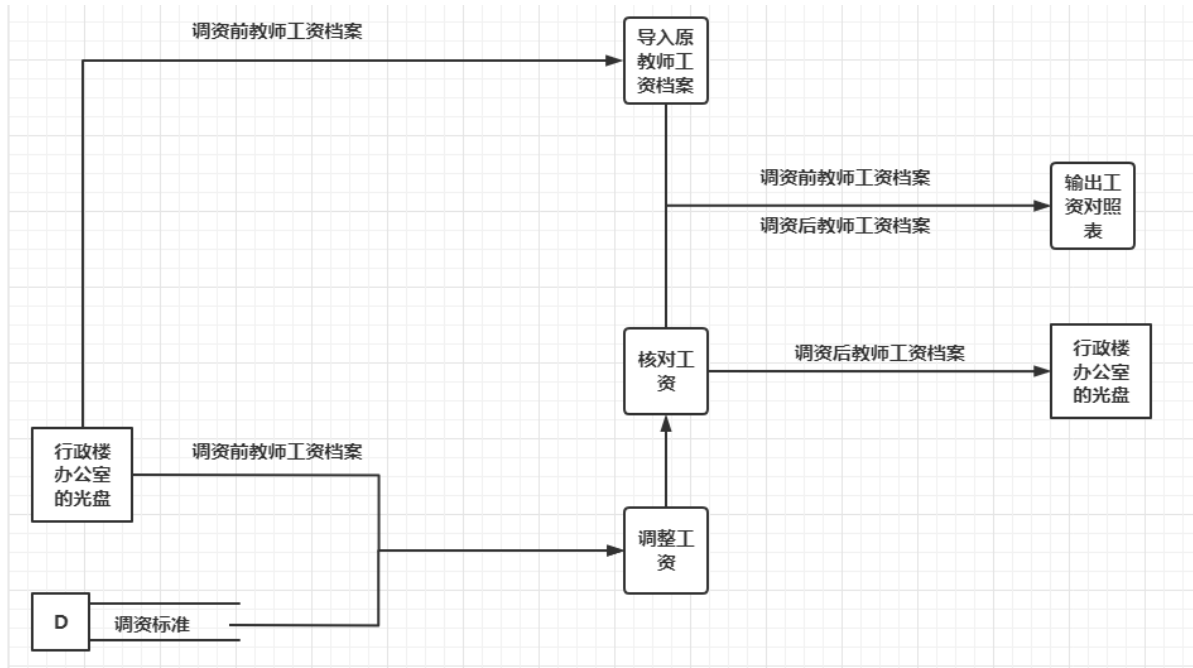 调资前教师工资档案
导入原
教师工
资档案
调资前教师工资档案
调资后教师工资档案
输出工
资对照
表
核对工
资
调资后教师工资档案
行政楼
办公室
的光盘
行政楼
办公室
的光盘
调资前教师工资档案
调整工
资
D
调资标准